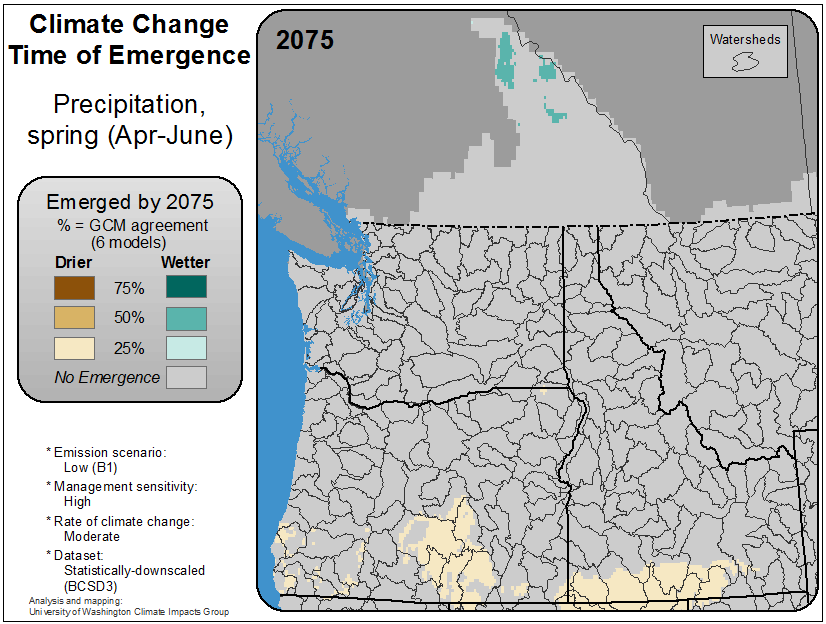 Climate Change
Time of Emergence
Precipitation,
spring (Apr-June)
Emerged by 2075
% = GCM agreement
(6 models)
Drier Wetter
75%
50%
25%
No Emergence
* Emission scenario:
Low (B1)
* Management sensitivity:
High
* Rate of climate change:
Moderate
* Dataset:
Statistically-downscaled
(BCSD3)
Analysis and mapping:
University of Washington Climate Impacts Group
2075
Watersheds